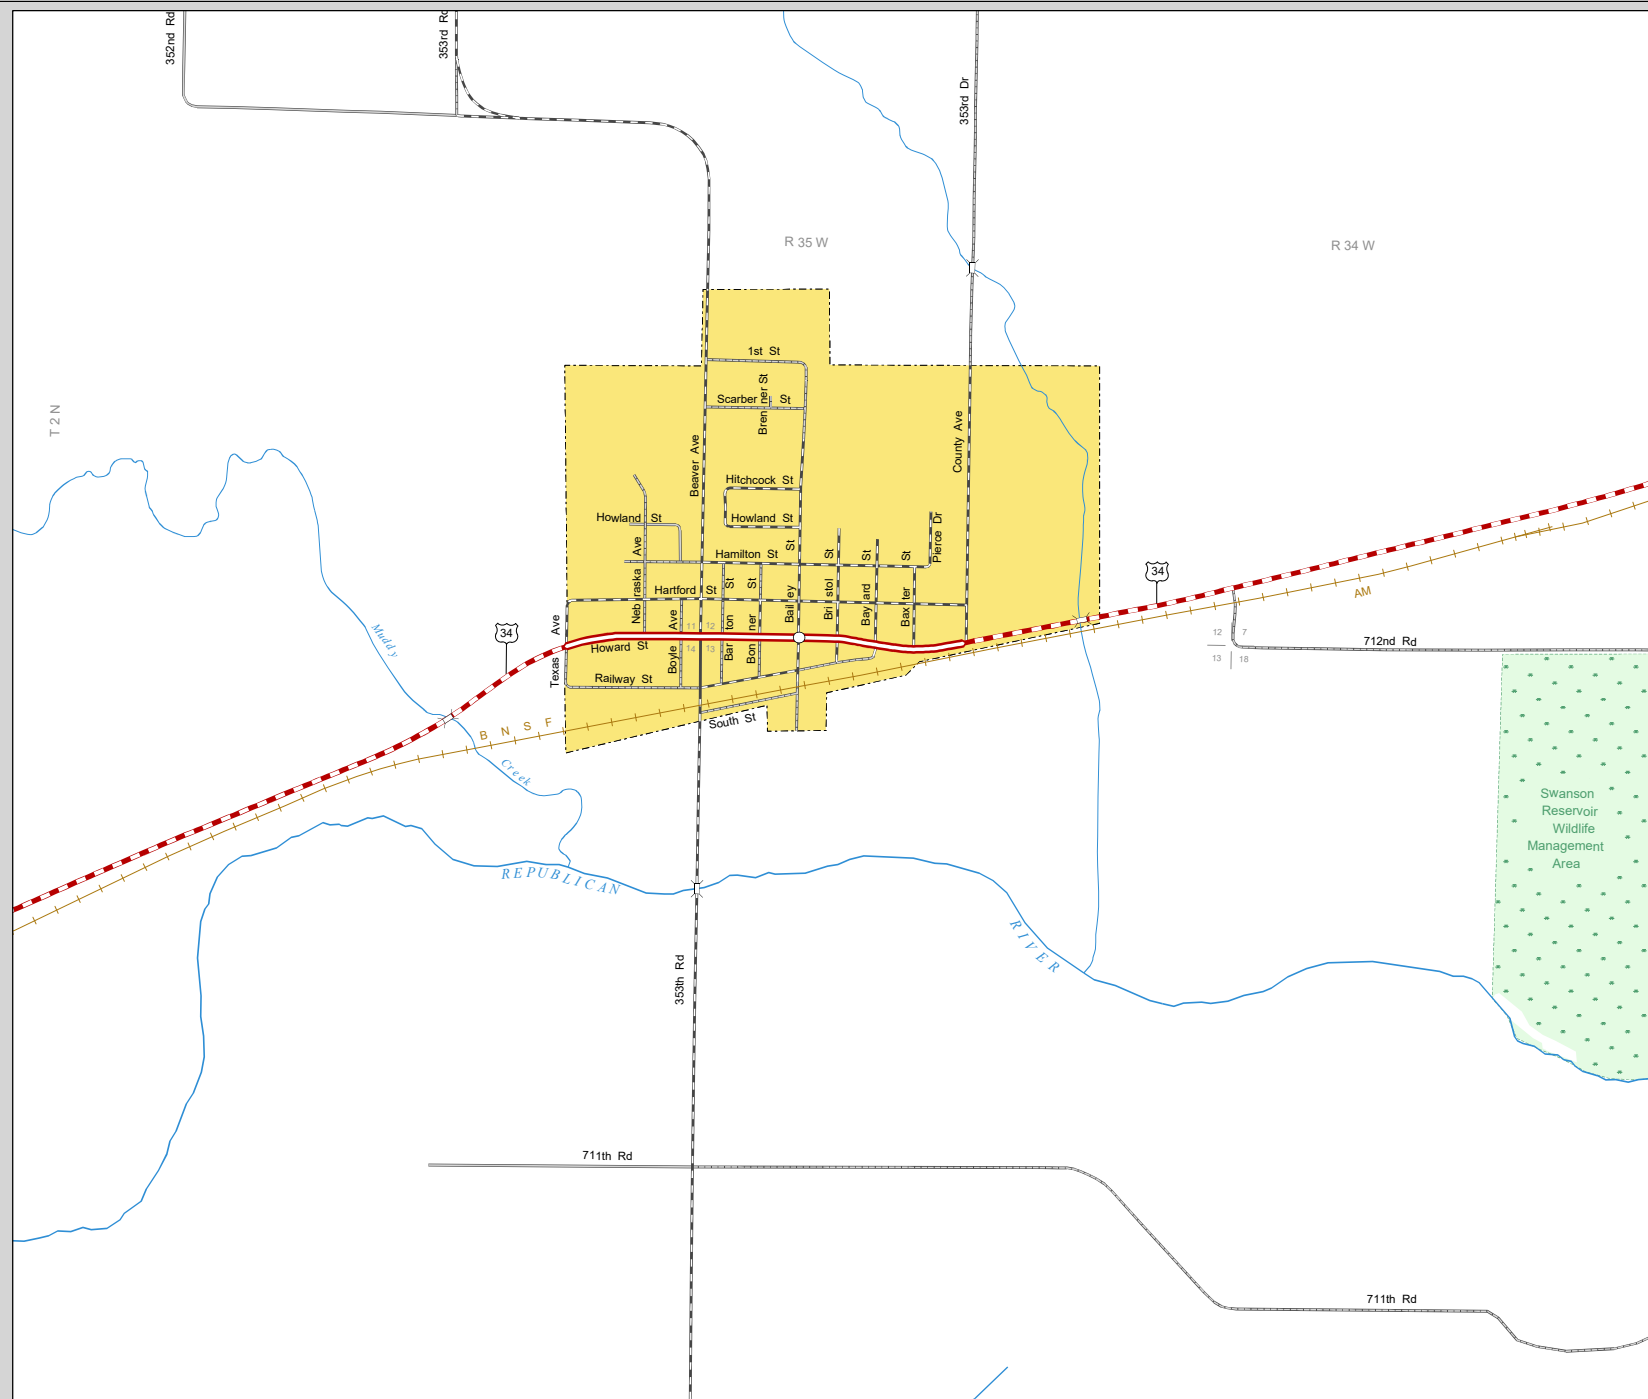 352nd Rd
353rd Rd
353rd Dr
R 35 W
R 34 W
T 2 N
1st St
Scarber St
Brenner St
Beaver Ave
County Ave
Hitchcock St
Howland St
Howland St
Hamilton St
Pierce Dr
Nebraska Ave
Hartford St
Barton St
Bonner St
Bailey St
Bristol St
Bayard St
Baxter St
Texas Ave
Boyle Ave
11 12
14 13
Howard St
Railway St
South St
34
34
AM
12 7
13 18
712nd Rd
Muddy
Creek
B N S F
Swanson
Reservoir
Wildlife
Management
Area
REPUBLICAN
RIVER
353th Rd
711th Rd
711th Rd